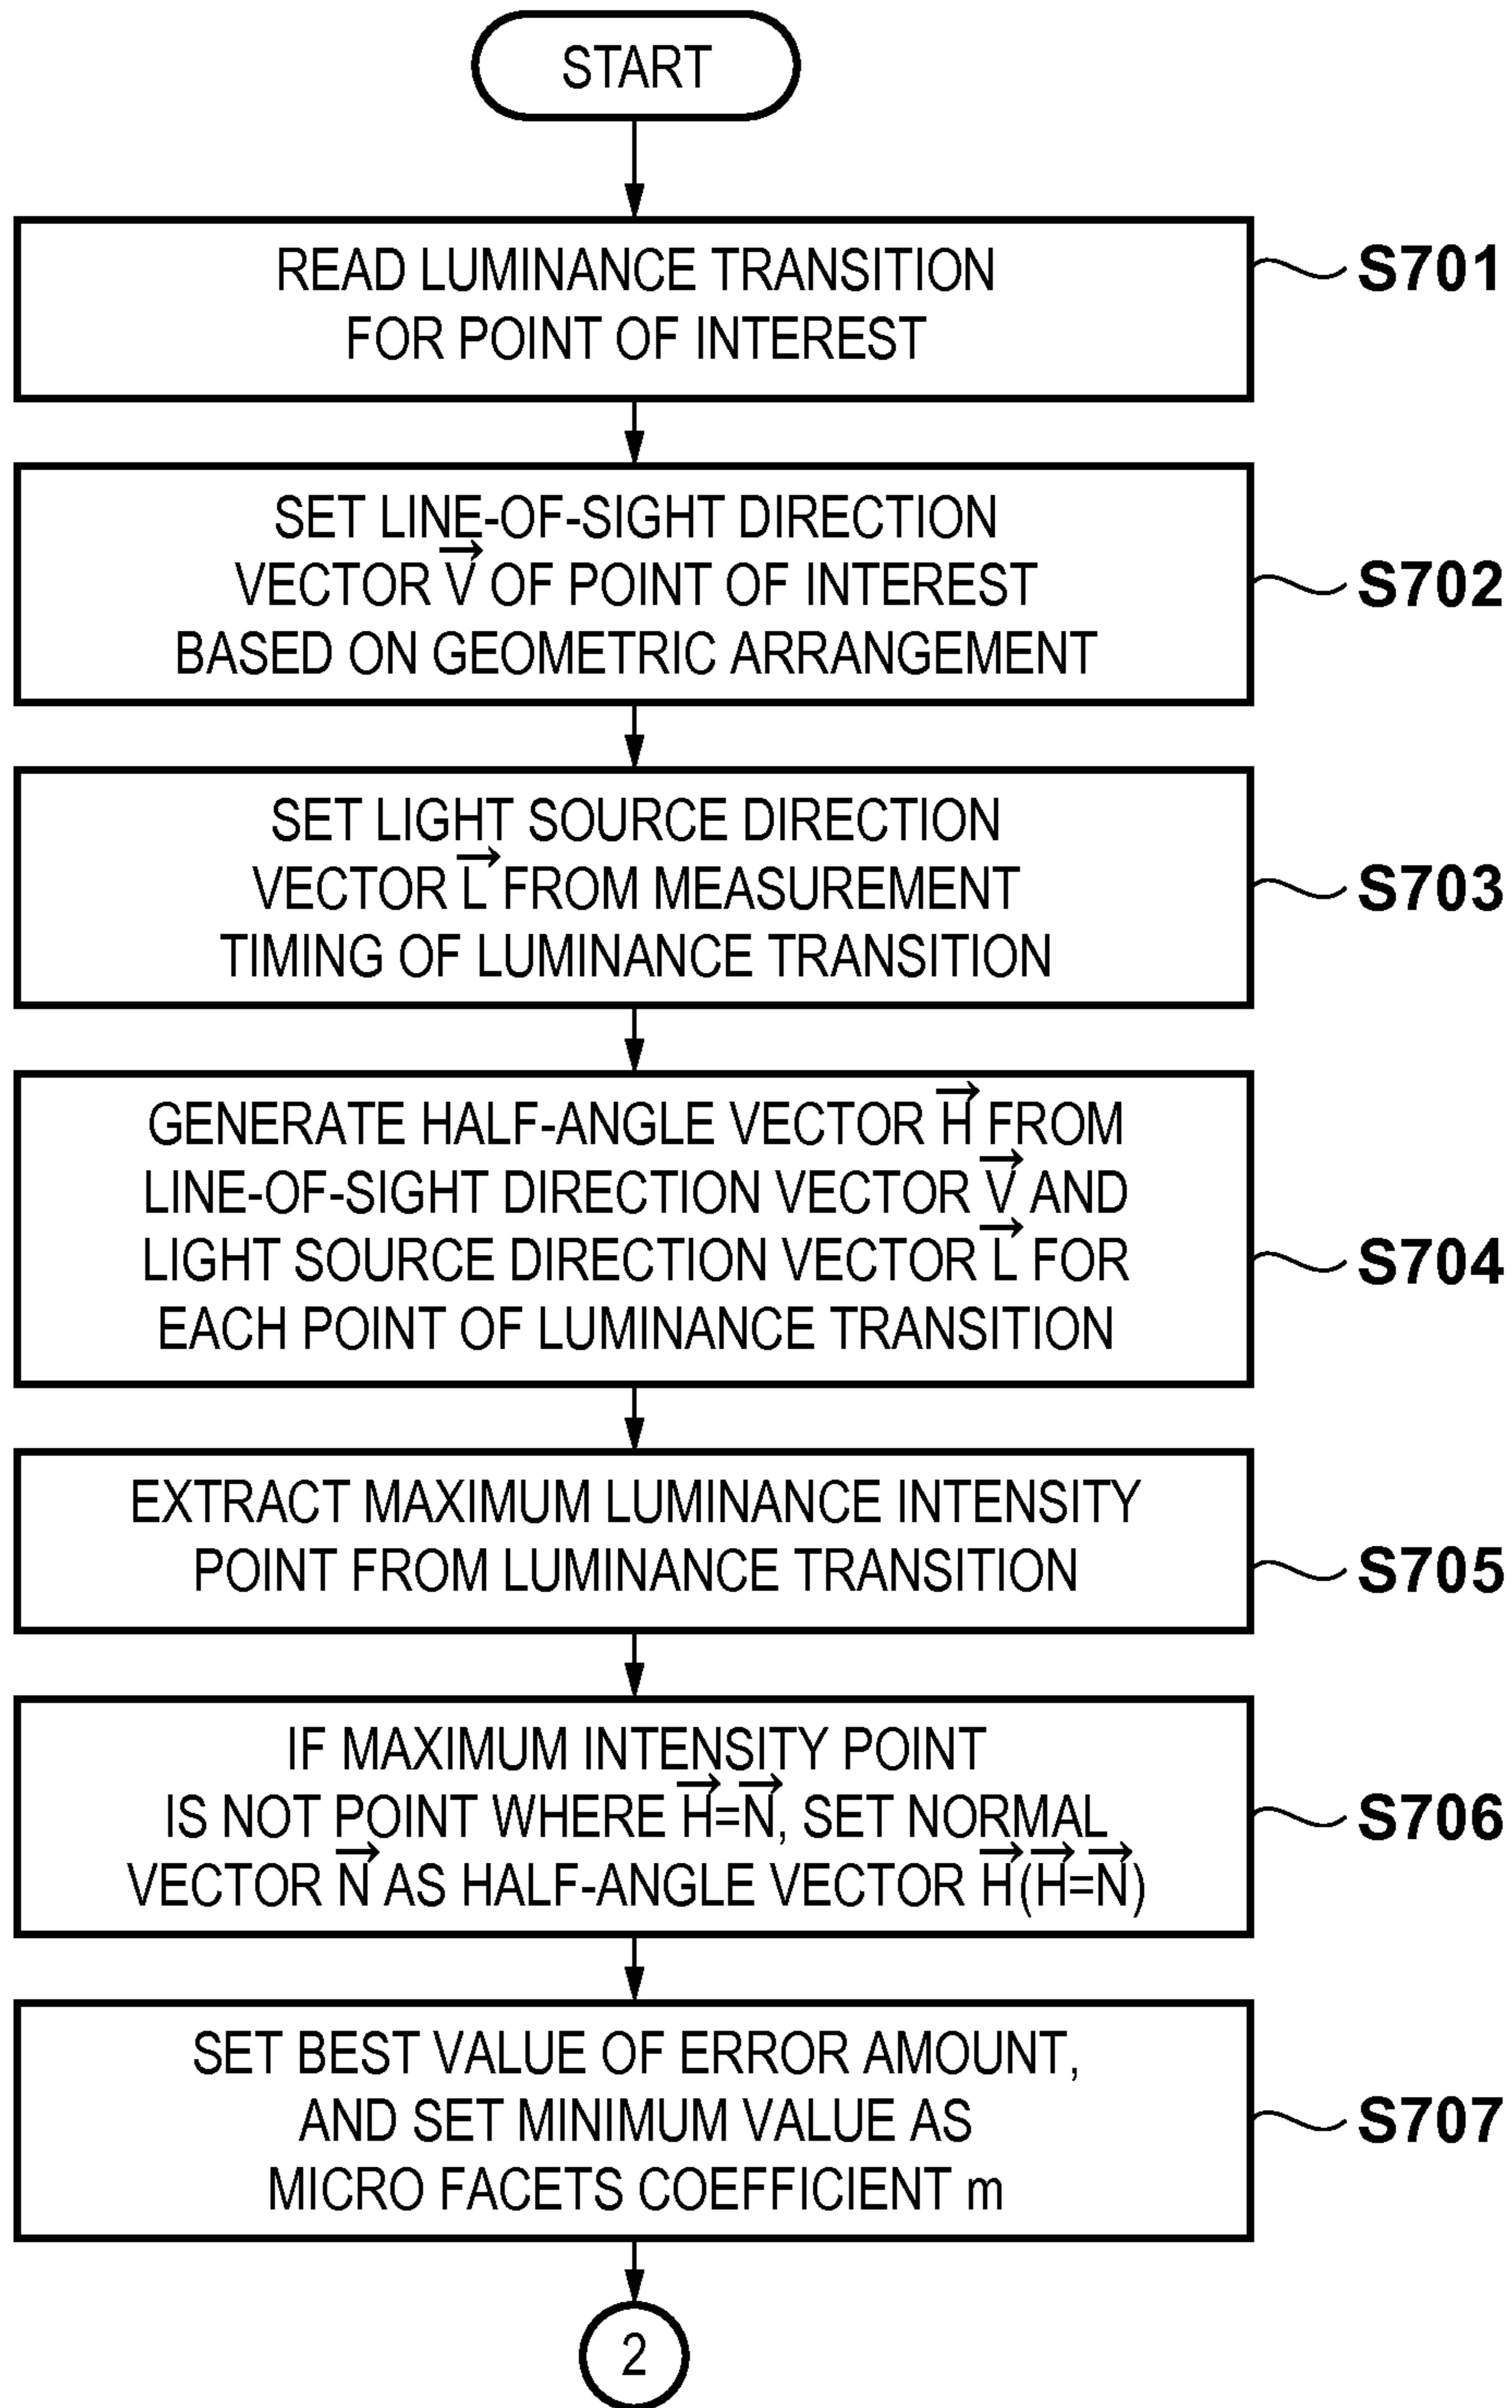 START
READ LUMINANCE TRANSITION
FOR POINT OF INTEREST
S701
SET LINE-OF-SIGHT DIRECTION
VECTOR V⃗ OF POINT OF INTEREST
BASED ON GEOMETRIC ARRANGEMENT
S702
SET LIGHT SOURCE DIRECTION
VECTOR L⃗ FROM MEASUREMENT
TIMING OF LUMINANCE TRANSITION
S703
GENERATE HALF-ANGLE VECTOR H⃗ FROM
LINE-OF-SIGHT DIRECTION VECTOR V⃗ AND
LIGHT SOURCE DIRECTION VECTOR L⃗ FOR
EACH POINT OF LUMINANCE TRANSITION
S704
EXTRACT MAXIMUM LUMINANCE INTENSITY
POINT FROM LUMINANCE TRANSITION
S705
IF MAXIMUM INTENSITY POINT
IS NOT POINT WHERE H⃗=N⃗, SET NORMAL
VECTOR N⃗ AS HALF-ANGLE VECTOR H⃗(H⃗=N⃗)
S706
SET BEST VALUE OF ERROR AMOUNT,
AND SET MINIMUM VALUE AS
MICRO FACETS COEFFICIENT m
S707
2